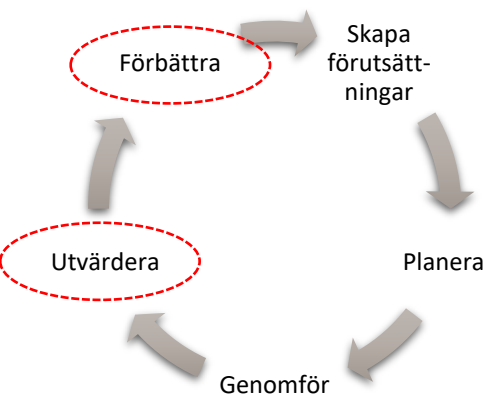 Skapa
förutsätt-
ningar
Förbättra
Utvärdera
Planera
Genomför